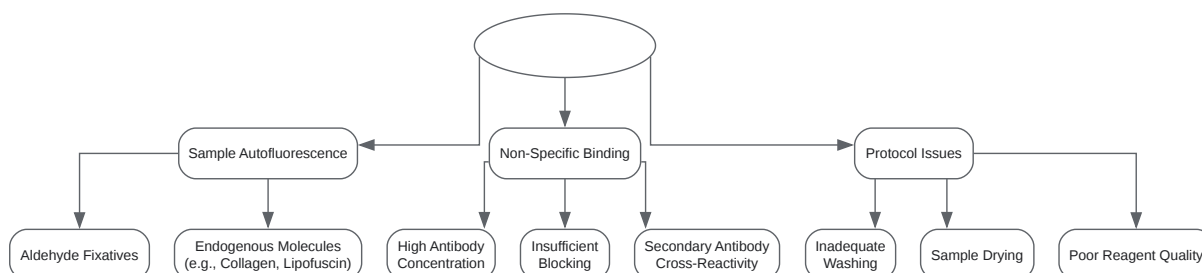 Sample Autofluorescence
Non-Specific Binding
Protocol Issues
Aldehyde Fixatives
Endogenous Molecules
(e.g., Collagen, Lipofuscin)
High Antibody
Concentration
Insufficient
Blocking
Secondary Antibody
Cross-Reactivity
Inadequate
Washing
Sample Drying
Poor Reagent Quality